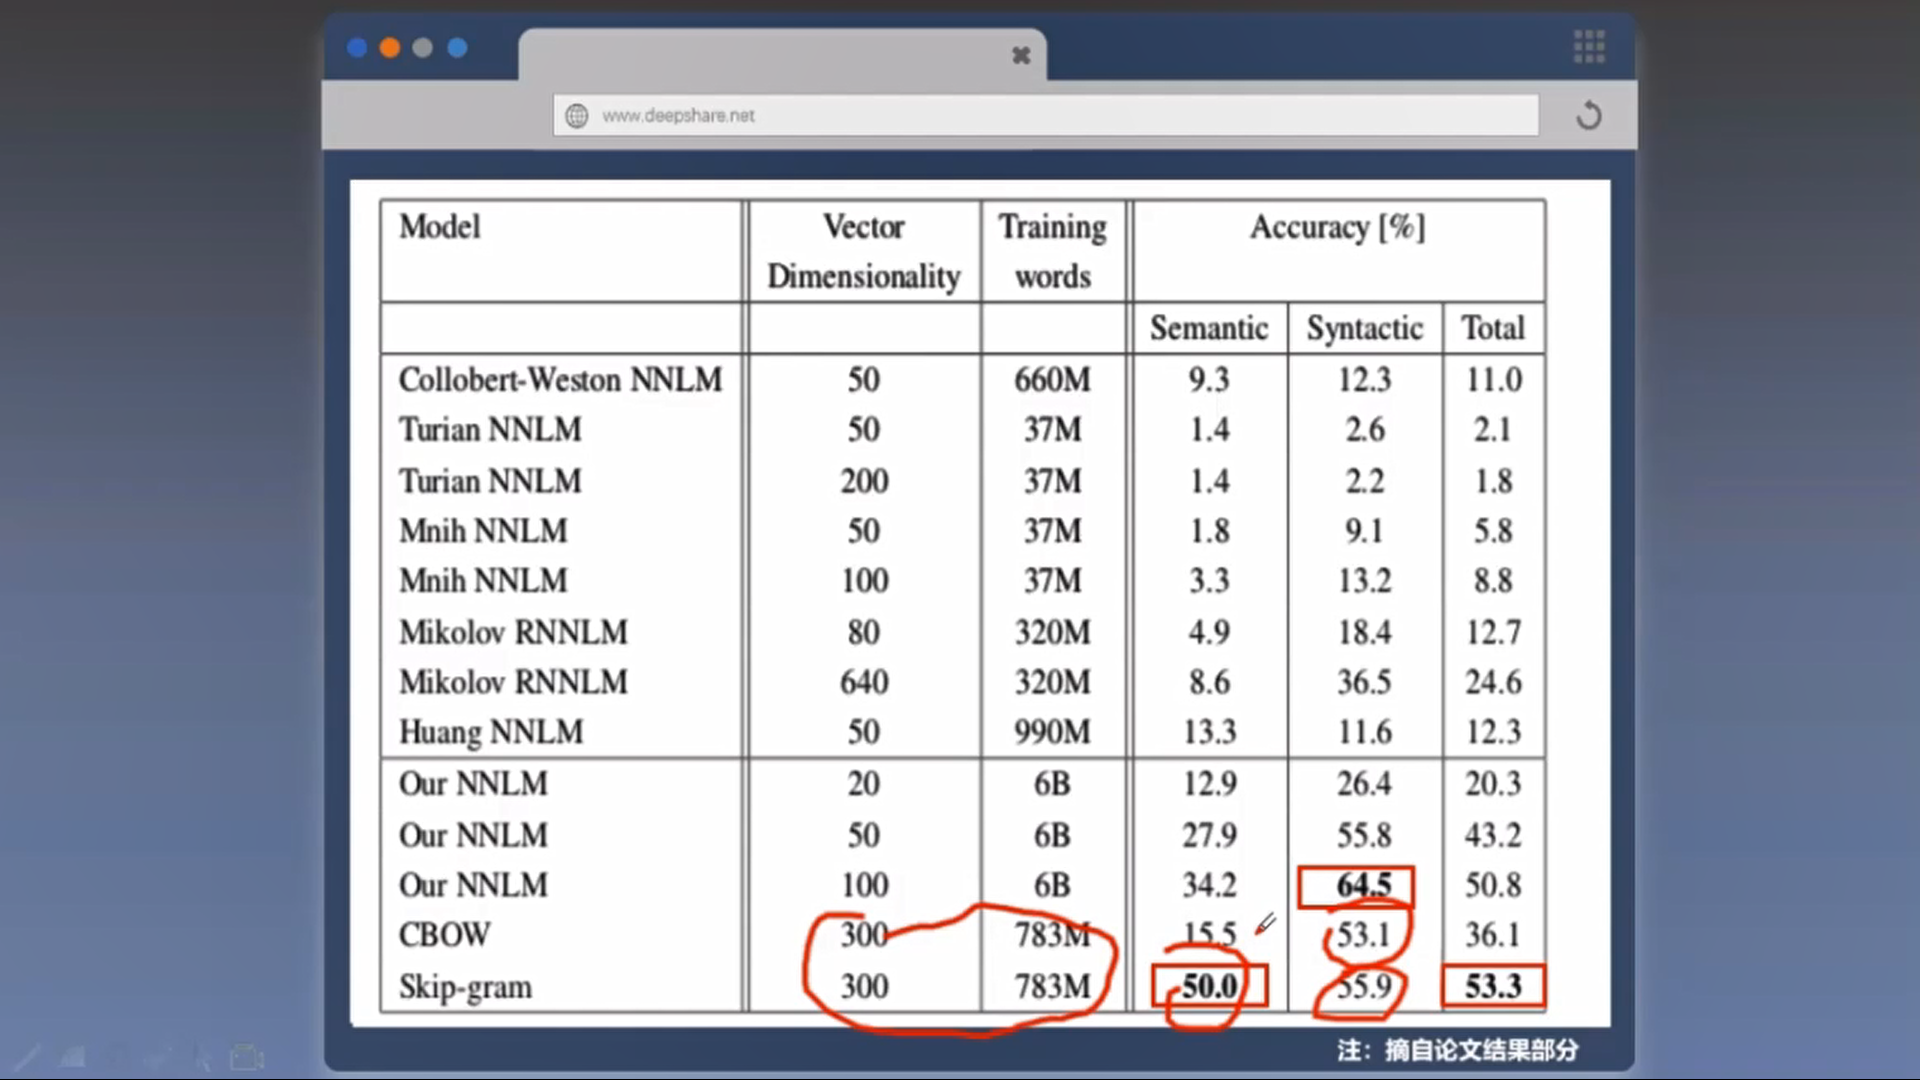 www.deepshare.net
Model Vector Training Accuracy [%]
Dimensionality words
Semantic Syntactic Total
Collobert-Weston NNLM 50 660M 9.3 12.3 11.0
Turian NNLM 50 37M 1.4 2.6 2.1
Turian NNLM 200 37M 1.4 2.2 1.8
Mnih NNLM 50 37M 1.8 9.1 5.8
Mnih NNLM 100 37M 3.3 13.2 8.8
Mikolov RNNLM 80 320M 4.9 18.4 12.7
Mikolov RNNLM 640 320M 8.6 36.5 24.6
Huang NNLM 50 990M 13.3 11.6 12.3
Our NNLM 20 6B 12.9 26.4 20.3
Our NNLM 50 6B 27.9 55.8 43.2
Our NNLM 100 6B 34.2 64.5 50.8
CBOW 300 783M 15.5 53.1 36.1
Skip-gram 300 783M 50.0 55.9 53.3
注：摘自论文结果部分